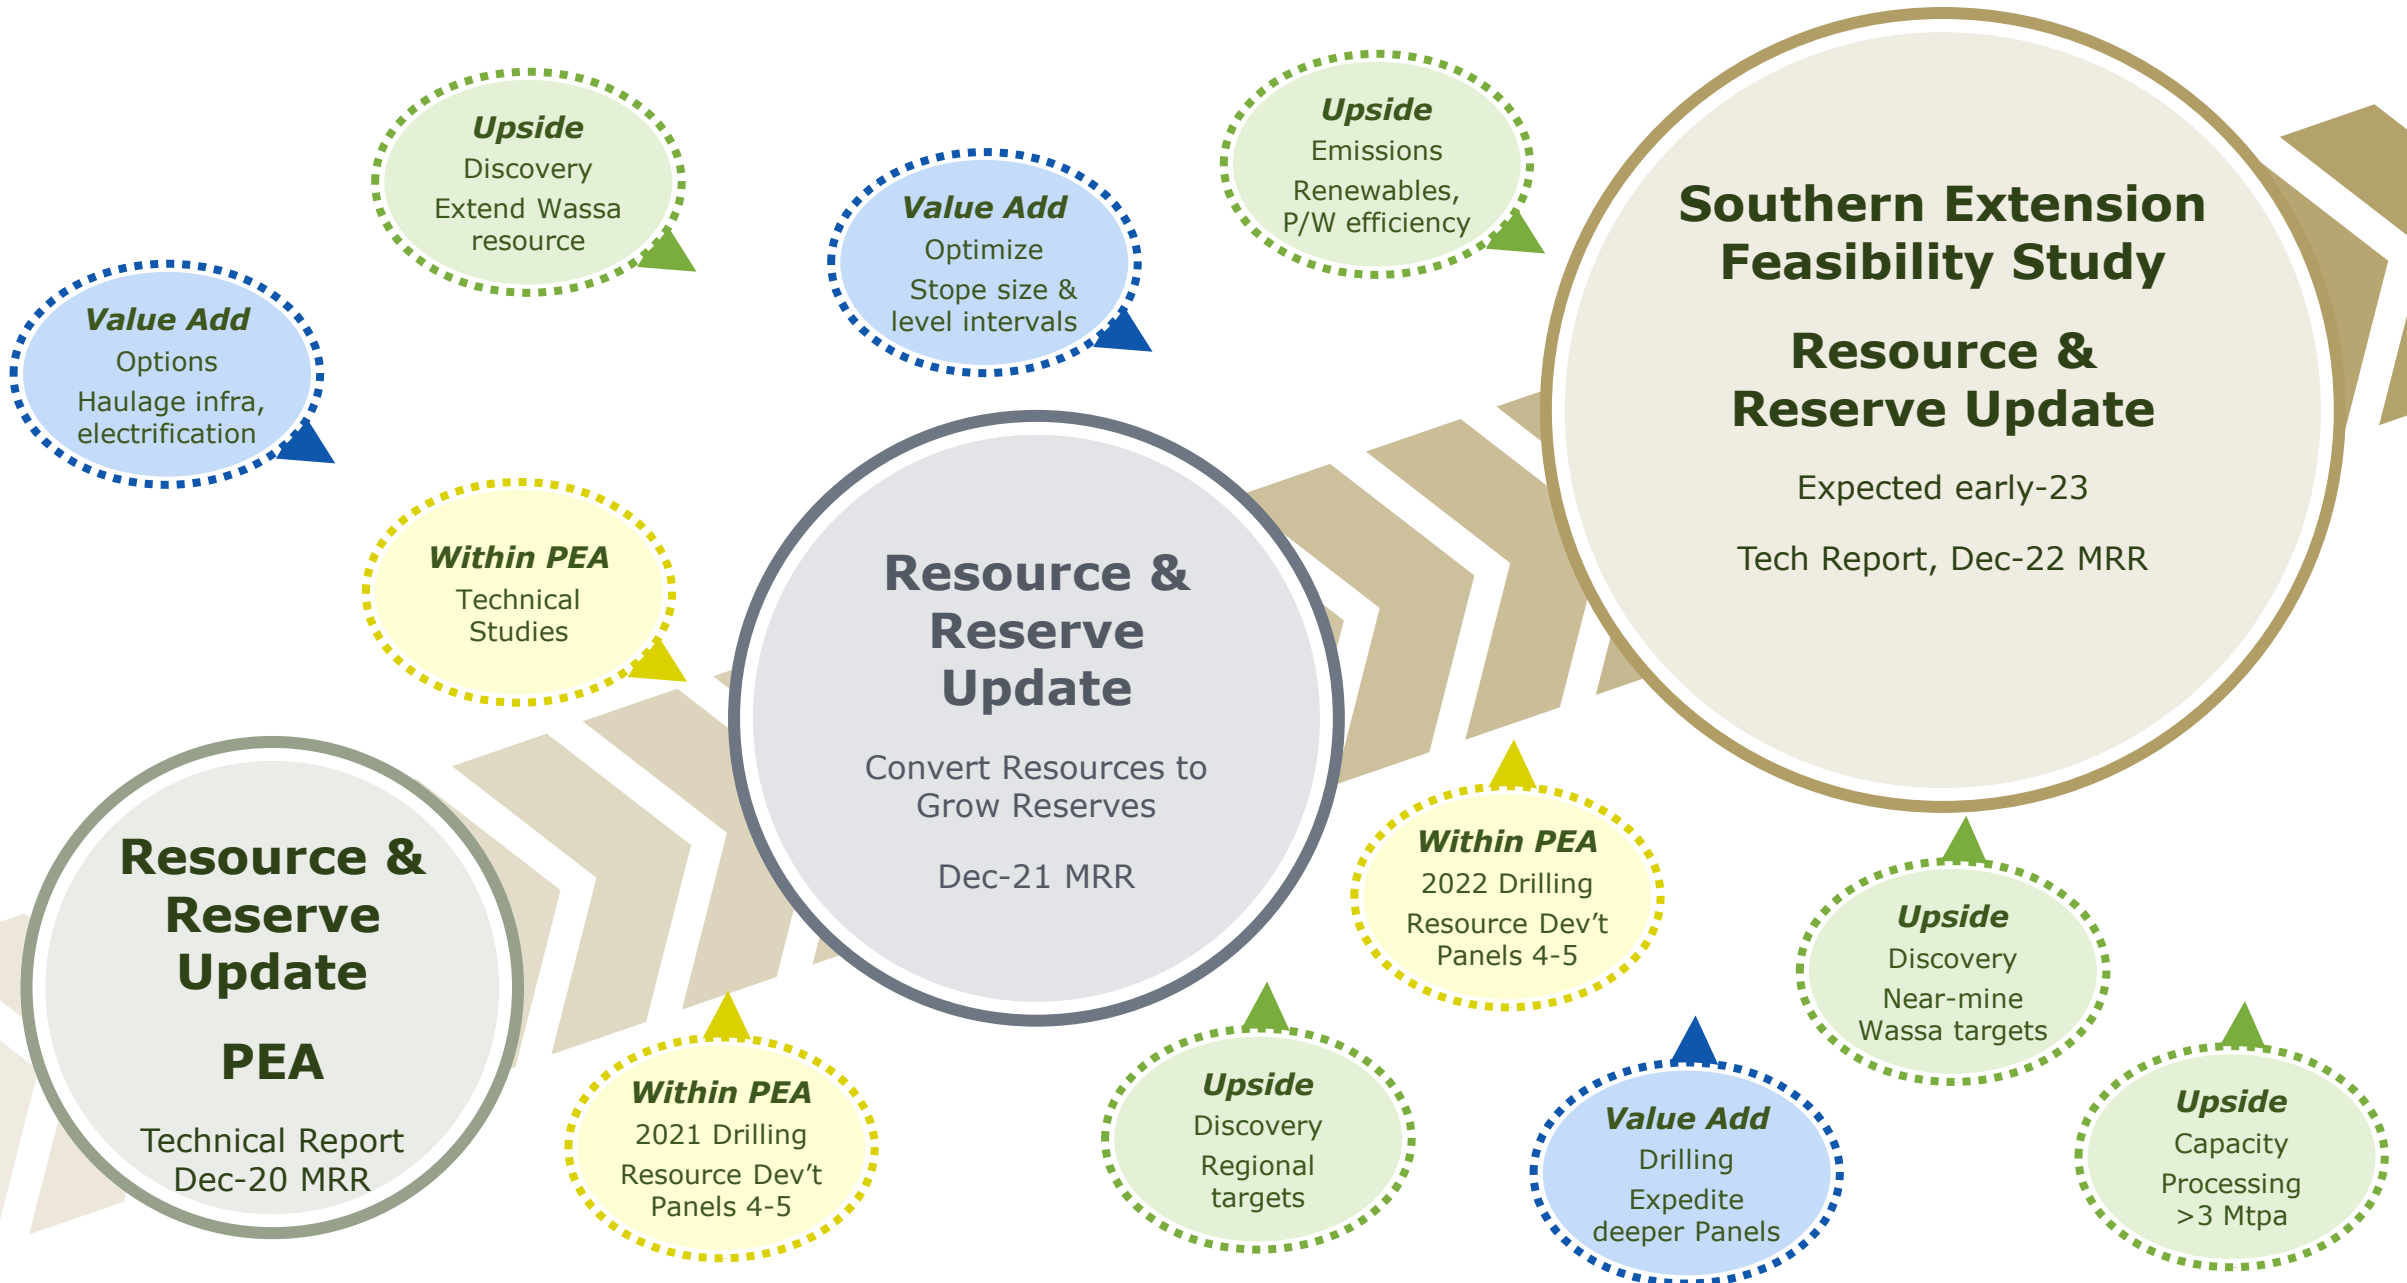 Upside
Discovery
Extend Wassa
resource
Upside
Emissions
Renewables,
P/W efficiency
Value Add
Optimize
Stope size &
level intervals
Value Add
Options
Haulage infra,
electrification
Southern Extension
Feasibility Study
Resource &
Reserve Update
Expected early-23
Tech Report, Dec-22 MRR
Within PEA
Technical
Studies
Resource &
Reserve
Update
Convert Resources to
Grow Reserves
Dec-21 MRR
Resource &
Reserve
Update
PEA
Technical Report
Dec-20 MRR
Within PEA
2021 Drilling
Resource Dev’t
Panels 4-5
Upside
Discovery
Regional
targets
Within PEA
2022 Drilling
Resource Dev’t
Panels 4-5
Value Add
Drilling
Expedite
deeper Panels
Upside
Discovery
Near-mine
Wassa targets
Upside
Capacity
Processing
>3 Mtpa